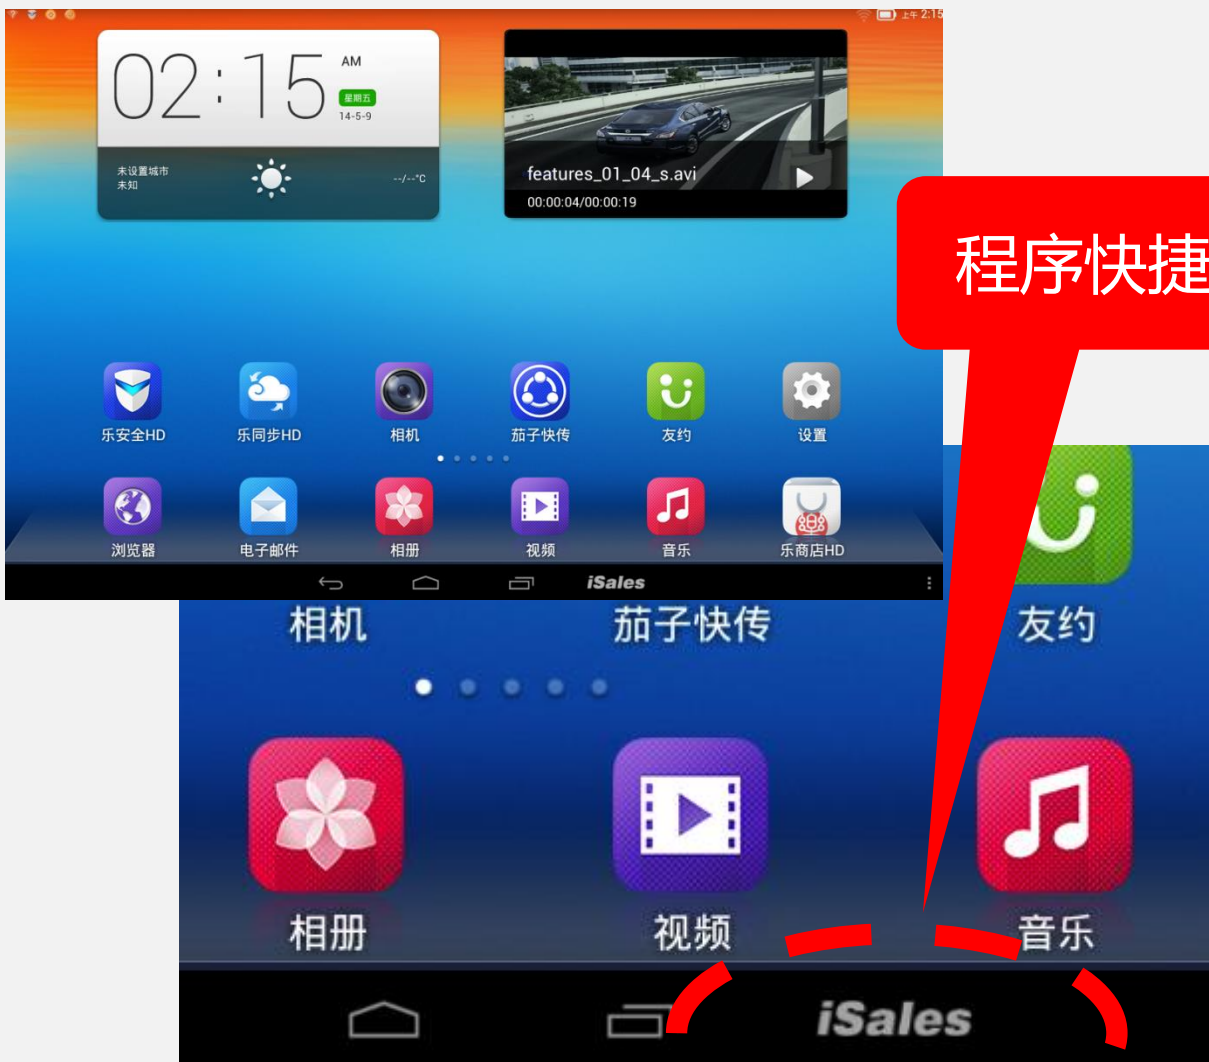 上午 2:15
02:15
AM
星期五
14-5-9
未设置城市
未知
--/--°C
features_01_04_s.avi
00:00:04/00:00:19
程序快捷
乐安全HD
乐同步HD
相机
茄子快传
友约
设置
浏览器
电子邮件
相册
视频
音乐
乐商店HD
iSales
相机
茄子快传
友约
相册
视频
音乐
iSales